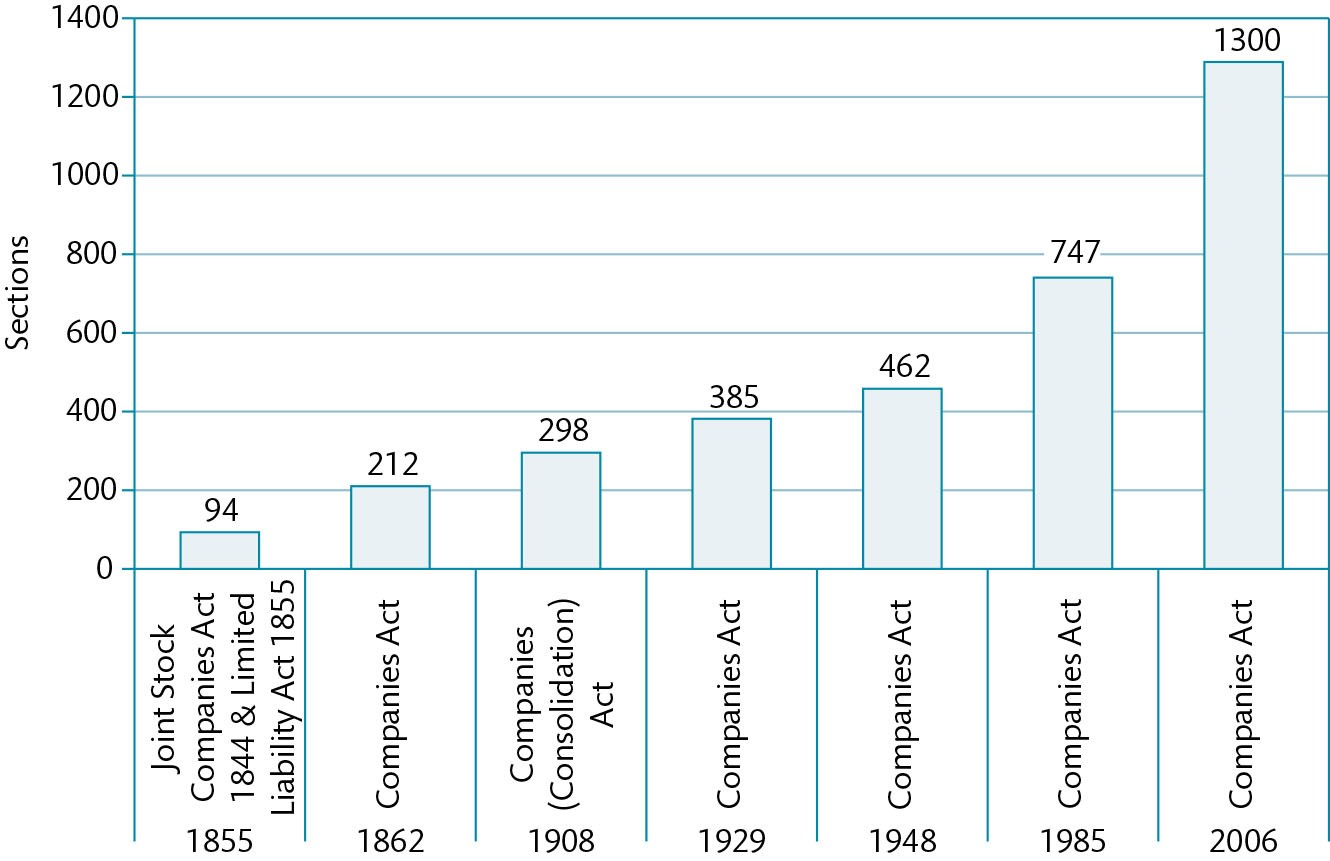 1400
1200
1000
800
600
400
200
0
Sections
94
212
298
385
462
747
1300
Joint Stock
Companies Act
1844 & Limited
Liability Act 1855
1855
Companies Act
1862
Companies
(Consolidation)
Act
1908
Companies Act
1929
Companies Act
1948
Companies Act
1985
Companies Act
2006